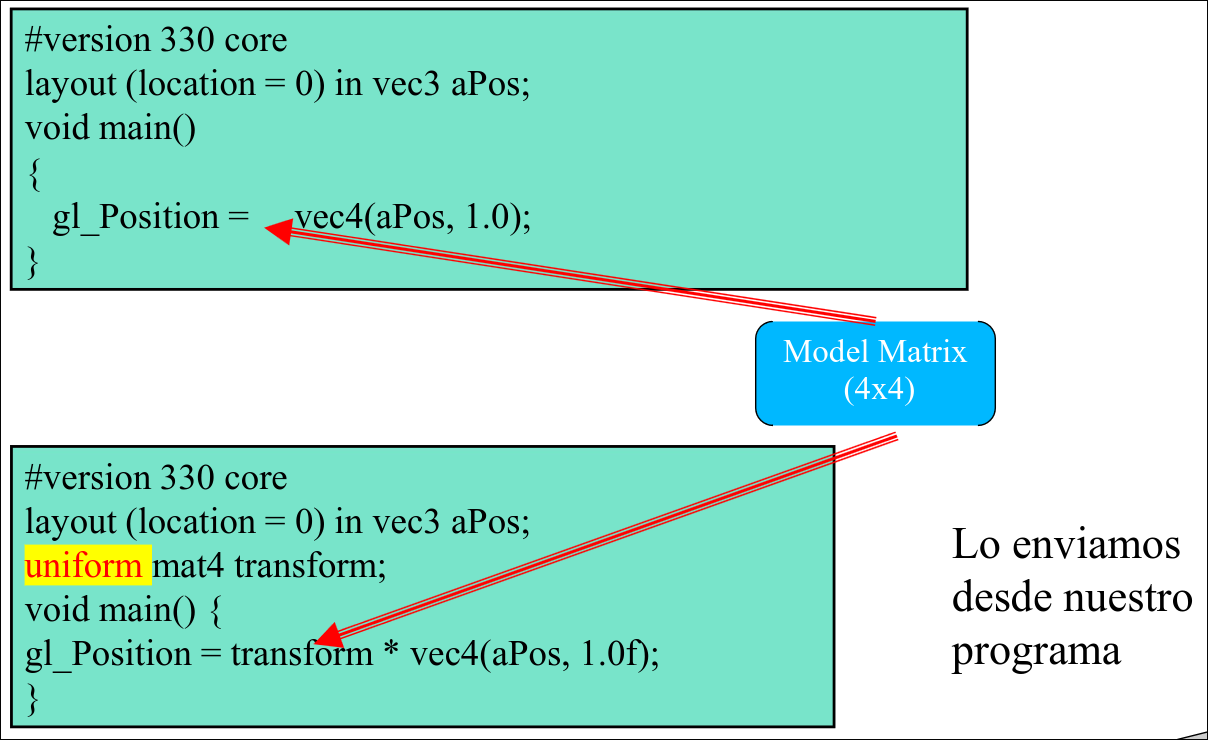 #version 330 core
layout (location = 0) in vec3 aPos;
void main()
{
gl_Position = vec4(aPos, 1.0);
}
Model Matrix
(4x4)
#version 330 core
layout (location = 0) in vec3 aPos;
uniform mat4 transform;
void main() {
gl_Position = transform * vec4(aPos, 1.0f);
}
Lo enviamos
desde nuestro
programa